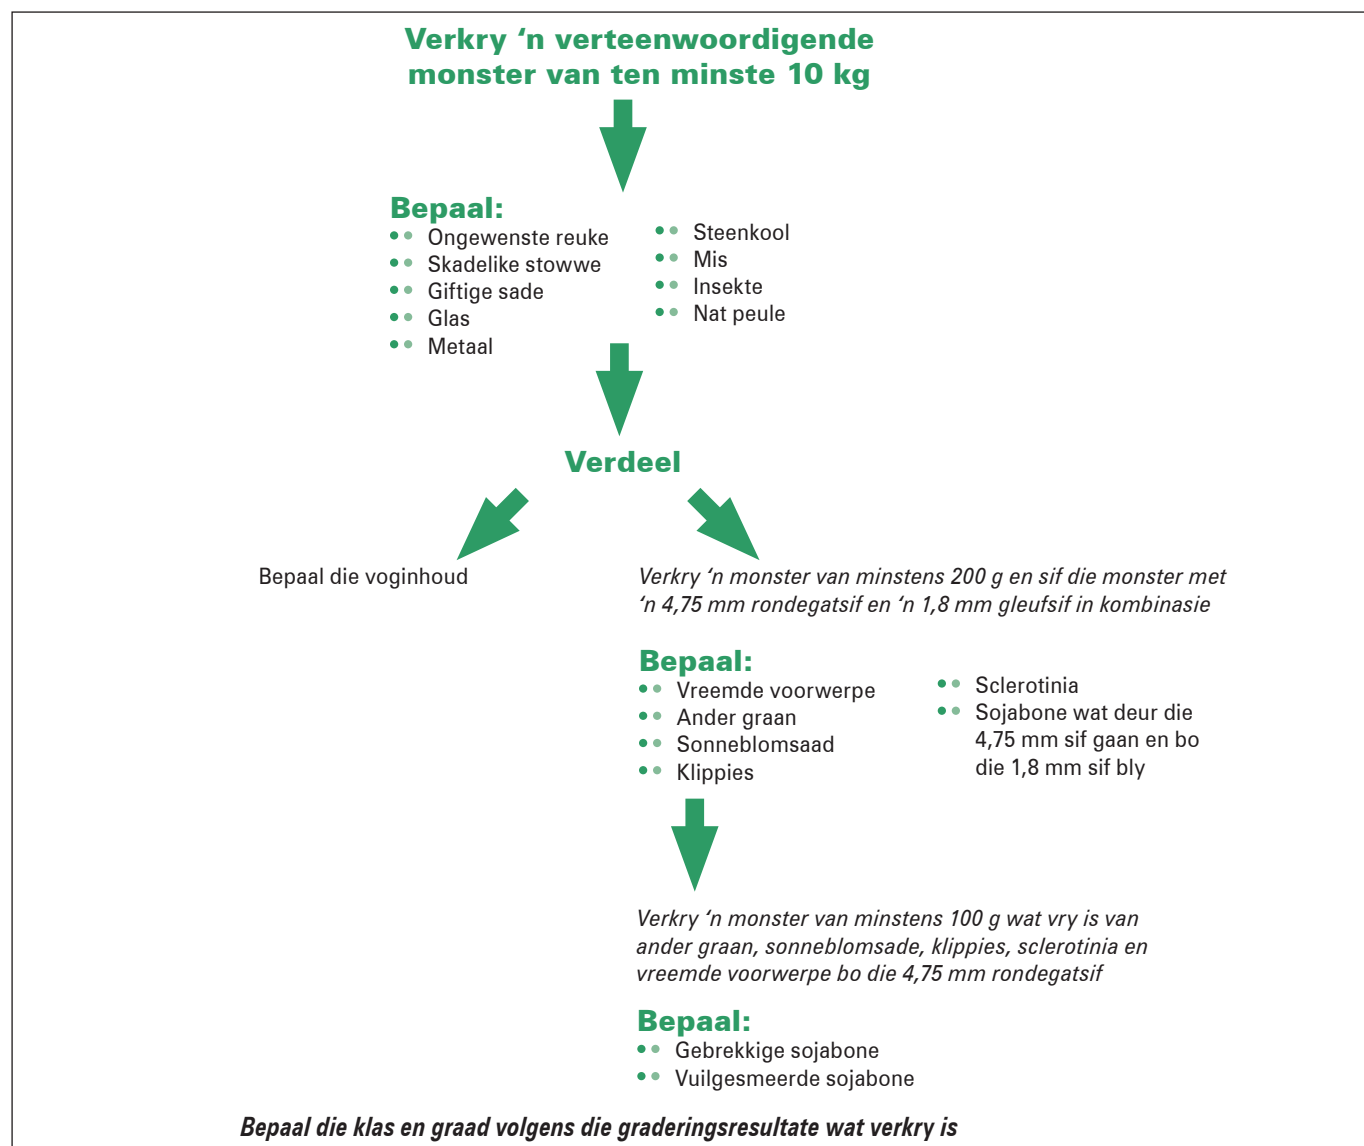 Verkry ‘n verteenwoordigende
monster van ten minste 10 kg
Bepaal:
Ongewenste reuke
Skadelike stowwe
Giftige sade
Glas
Metaal
Steenkool
Mis
Insekte
Nat peule
Verdeel
Bepaal die voginhoud
Verkry ‘n monster van minstens 200 g en sif die monster met
‘n 4,75 mm rondegatsif en ‘n 1,8 mm gleufsif in kombinasie
Bepaal:
Vreemde voorwerpe
Ander graan
Sonneblomsaad
Klippies
Sclerotinia
Sojabone wat deur die
4,75 mm sif gaan en bo
die 1,8 mm sif bly
Verkry ‘n monster van minstens 100 g wat vry is van
ander graan, sonneblomsade, klippies, sclerotinia en
vreemde voorwerpe bo die 4,75 mm rondegatsif
Bepaal:
Gebrekkige sojabone
Vuilgesmeerde sojabone
Bepaal die klas en graad volgens die graderingsresultate wat verkry is